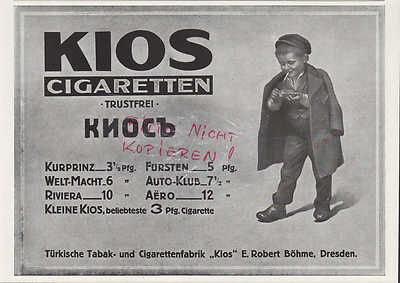 KIOS
CIGARETTEN
· TRUSTFREI ·
КИОСЪ
BITTE NICHT
KOPIEREN!
KURPRINZ 3½ Pfg. FÜRSTEN 5 Pfg.
WELT-MACHT. 6 " AUTO-KLUB 7½ "
RIVIERA 10 " AËRO 12 "
KLEINE KIOS, beliebteste 3 Pfg. Cigarette
Türkische Tabak- und Cigarettenfabrik „Kios" E. Robert Böhme, Dresden.